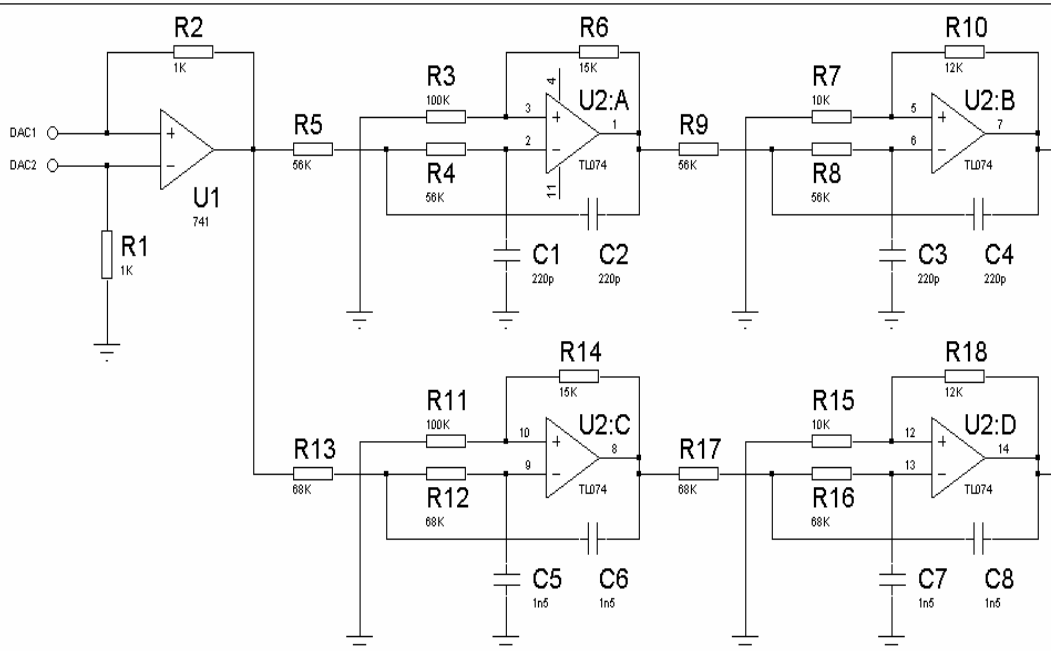 R2
1K
DAC1
DAC2
+
-
U1
741
R1
1K
R5
56K
R3
100K
R4
56K
R6
15K
3
2
4
11
1
+
-
U2:A
TL074
C1
220p
C2
220p
R9
56K
R7
10K
R8
56K
R10
12K
5
6
7
+
-
U2:B
TL074
C3
220p
C4
220p
R13
68K
R11
100K
R12
68K
R14
15K
10
9
8
+
-
U2:C
TL074
C5
1n5
C6
1n5
R17
68K
R15
10K
R16
68K
R18
12K
12
13
14
+
-
U2:D
TL074
C7
1n5
C8
1n5